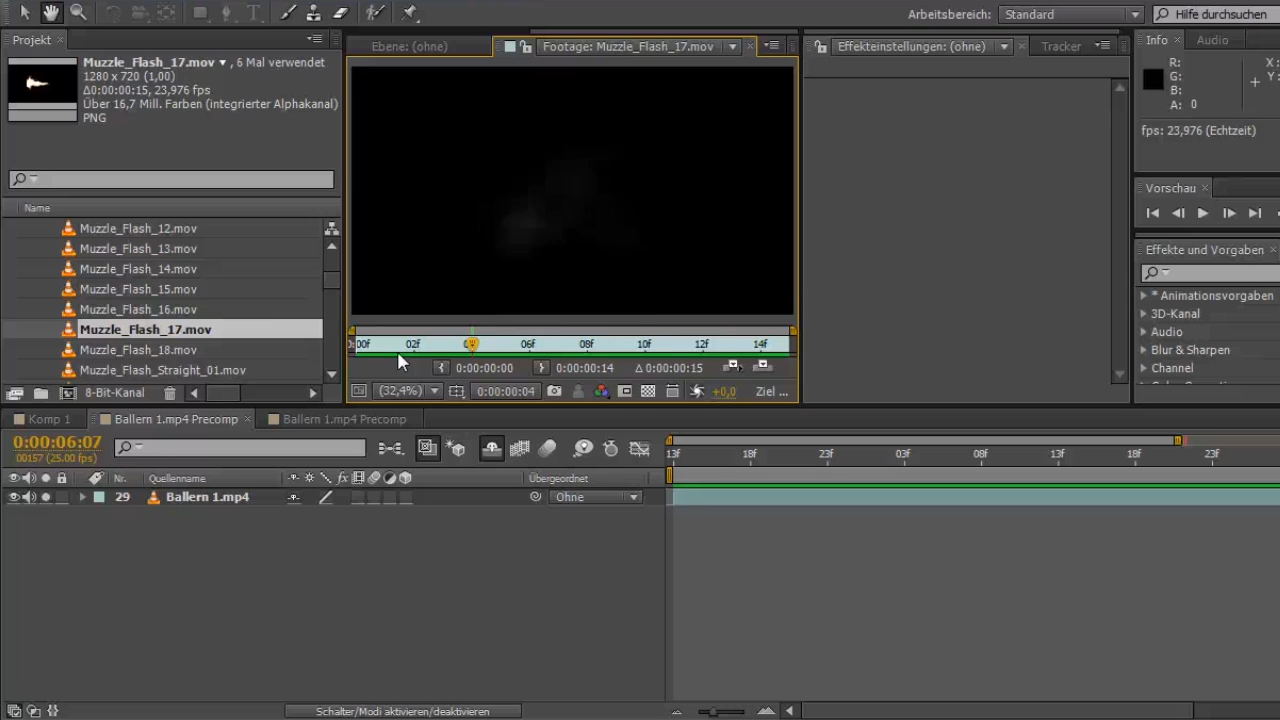 Arbeitsbereich: Standard Hilfe durchsuchen
Projekt
Ebene: (ohne)
Footage: Muzzle_Flash_17.mov
Effekteinstellungen: (ohne)
Tracker
Info
Audio
Muzzle_Flash_17.mov , 6 Mal verwendet
1280 x 720 (1,00)
Δ0:00:00:15, 23,976 fps
Über 16,7 Mill. Farben (integrierter Alphakanal)
PNG
R:
G:
B:
A: 0
X:
Y:
fps: 23,976 (Echtzeit)
Vorschau
Effekte und Vorgaben
* Animationsvorgaben
3D-Kanal
Audio
Blur & Sharpen
Channel
Name
Muzzle_Flash_12.mov
Muzzle_Flash_13.mov
Muzzle_Flash_14.mov
Muzzle_Flash_15.mov
Muzzle_Flash_16.mov
Muzzle_Flash_17.mov
Muzzle_Flash_18.mov
Muzzle_Flash_Straight_01.mov
8-Bit-Kanal
00f 02f 06f 08f 10f 12f 14f
0:00:00:00 0:00:00:14 Δ 0:00:00:15
(32,4%) 0:00:00:04 +0,0 Ziel ...
Komp 1
Ballern 1.mp4 Precomp
Ballern 1.mp4 Precomp
0:00:06:07
00157 (25.00 fps)
13f 18f 23f 03f 08f 13f 18f 23f
Nr. Quellenname fx Übergeordnet
29 Ballern 1.mp4 Ohne
Schalter/Modi aktivieren/deaktivieren